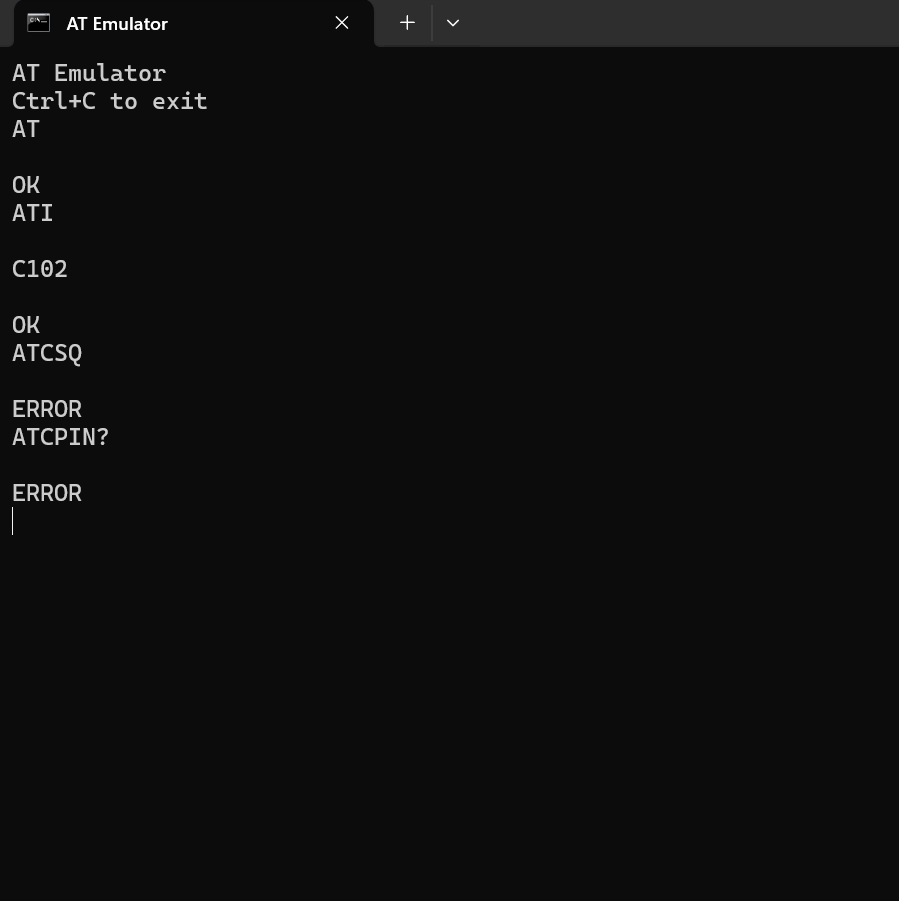 AT Emulator
AT Emulator
Ctrl+C to exit
AT
OK
ATI
C102
OK
ATCSQ
ERROR
ATCPIN?
ERROR